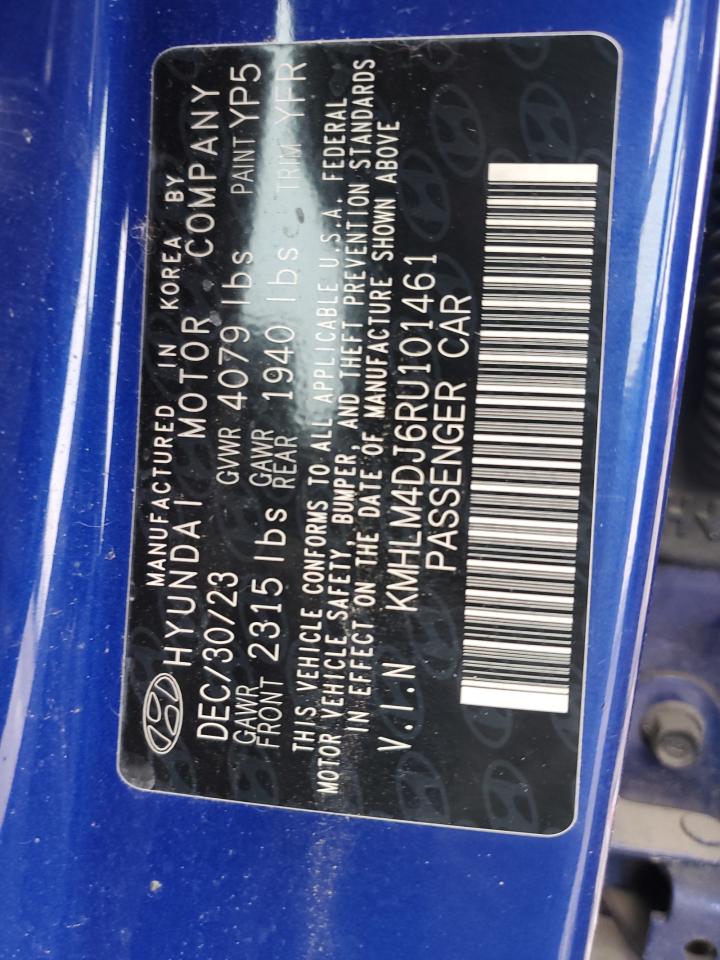 MANUFACTURED IN KOREA BY
HYUNDAI MOTOR COMPANY
DEC/30/23 GVWR 4079 lbs PAINT YP5
GAWR FRONT 2315 lbs GAWR REAR 1940 lbs TRIM YFR
THIS VEHICLE CONFORMS TO ALL APPLICABLE U.S.A. FEDERAL
MOTOR VEHICLE SAFETY, BUMPER, AND THEFT PREVENTION STANDARDS
IN EFFECT ON THE DATE OF MANUFACTURE SHOWN ABOVE
V.I.N KMHLM4DJ6RU101461
PASSENGER CAR